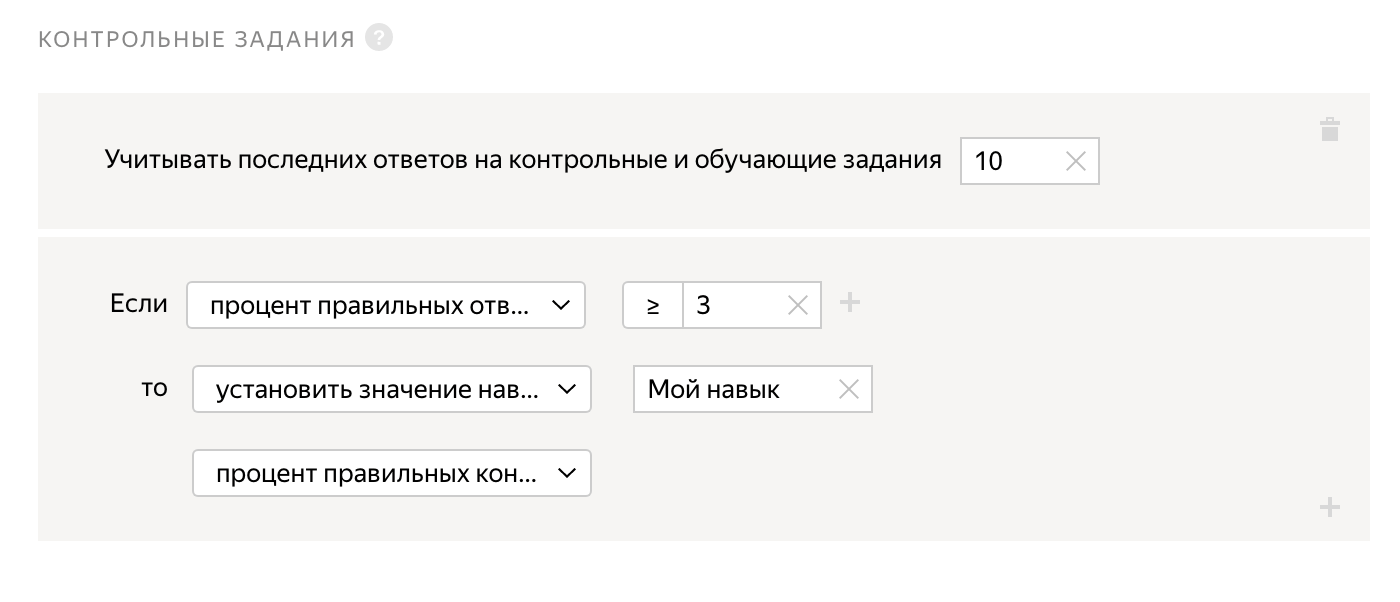 КОНТРОЛЬНЫЕ ЗАДАНИЯ ?
Учитывать последних ответов на контрольные и обучающие задания 10
Если процент правильных отв... ≥ 3
то установить значение нав... Мой навык
процент правильных кон...